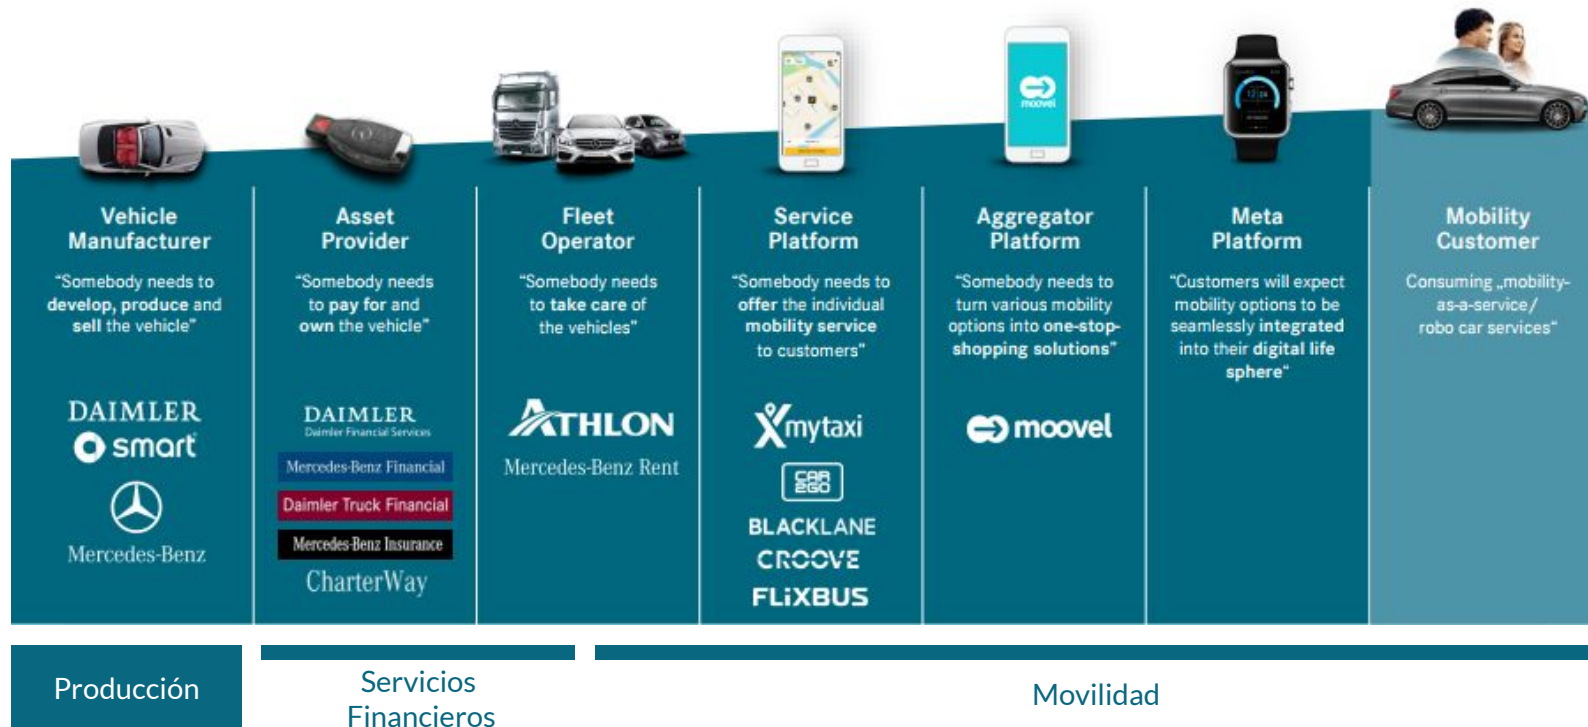 moovel
12:24
Vehicle
Manufacturer
"Somebody needs to
develop, produce and
sell the vehicle"
DAIMLER
smart
Mercedes-Benz
Asset
Provider
"Somebody needs
to pay for and
own the vehicle"
DAIMLER
Daimler Financial Services
Mercedes-Benz Financial
Daimler Truck Financial
Mercedes-Benz Insurance
CharterWay
Fleet
Operator
"Somebody needs
to take care of
the vehicles"
ATHLON
Mercedes-Benz Rent
Service
Platform
"Somebody needs to
offer the individual
mobility service
to customers"
mytaxi
CAR
2GO
BLACKLANE
CROOVE
FLiXBUS
Aggregator
Platform
"Somebody needs to
turn various mobility
options into one-stop-
shopping solutions"
moovel
Meta
Platform
"Customers will expect
mobility options to be
seamlessly integrated
into their digital life
sphere“
Mobility
Customer
Consuming „mobility-
as-a-service/
robo car services“
Producción
Servicios
Financieros
Movilidad